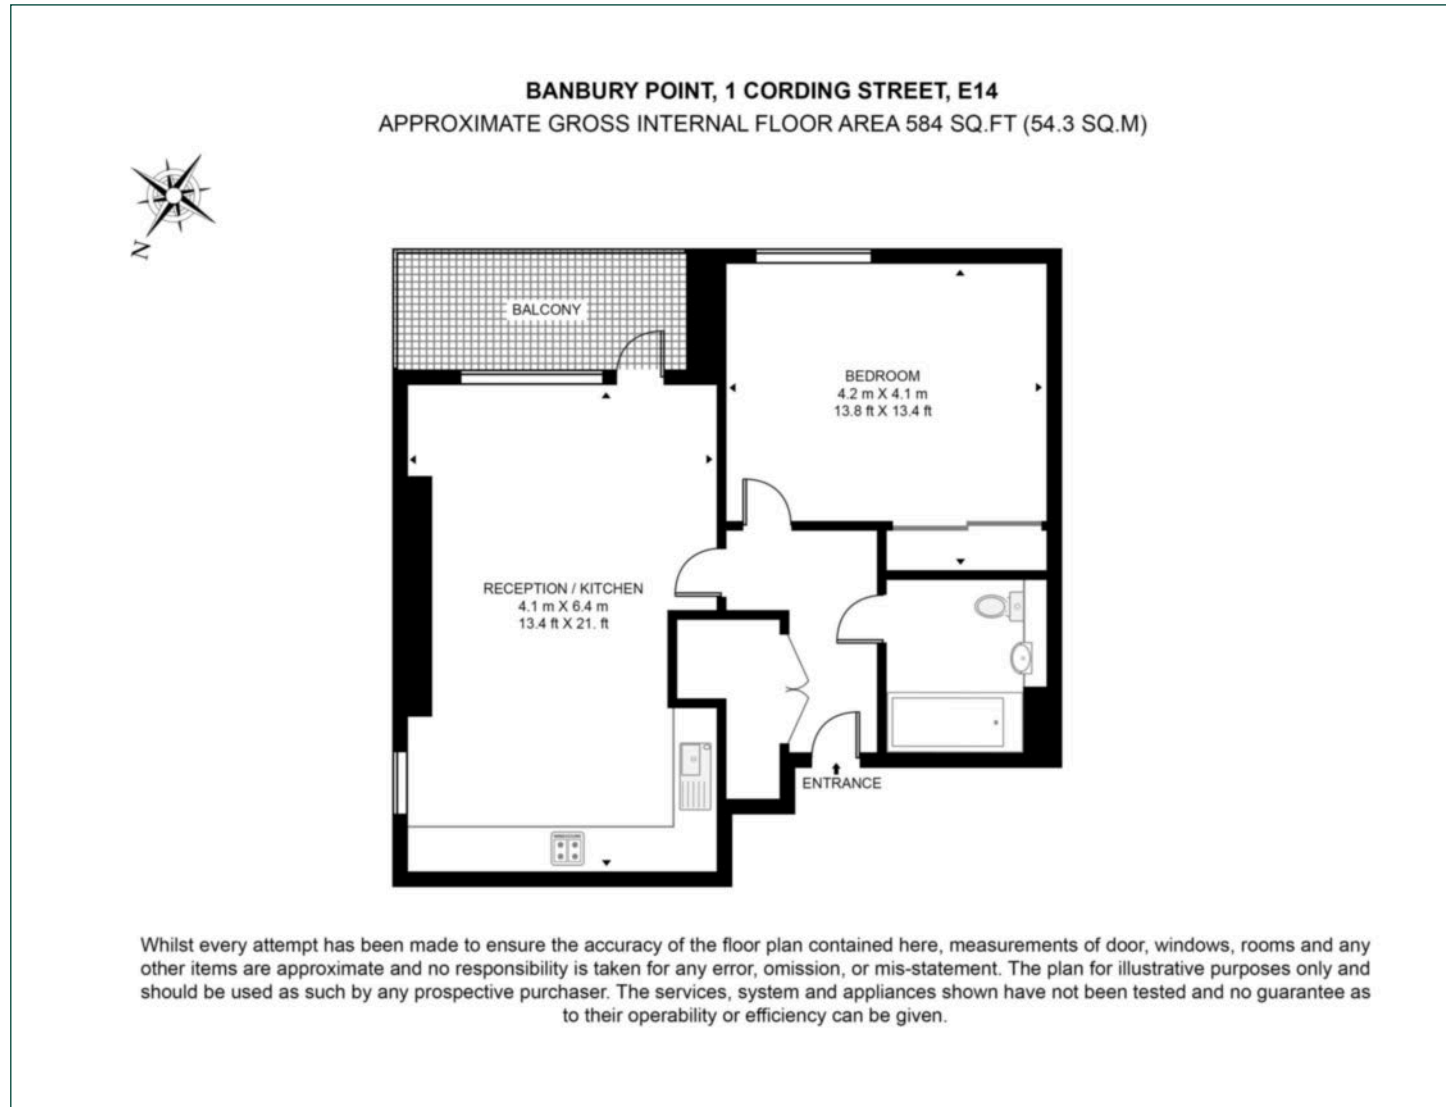 BANBURY POINT, 1 CORDING STREET, E14
APPROXIMATE GROSS INTERNAL FLOOR AREA 584 SQ.FT (54.3 SQ.M)
N
BALCONY
BEDROOM
4.2 m X 4.1 m
13.8 ft X 13.4 ft
RECEPTION / KITCHEN
4.1 m X 6.4 m
13.4 ft X 21. ft
ENTRANCE
Whilst every attempt has been made to ensure the accuracy of the floor plan contained here, measurements of door, windows, rooms and any
other items are approximate and no responsibility is taken for any error, omission, or mis-statement. The plan for illustrative purposes only and
should be used as such by any prospective purchaser. The services, system and appliances shown have not been tested and no guarantee as
to their operability or efficiency can be given.